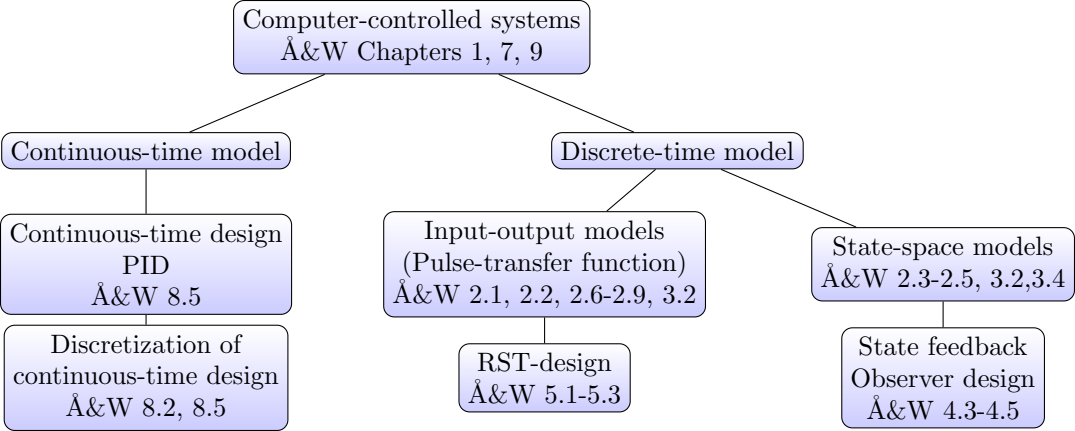 Computer-controlled systems
Å&W Chapters 1, 7, 9
Continuous-time model
Discrete-time model
Continuous-time design
PID
Å&W 8.5
Input-output models
(Pulse-transfer function)
Å&W 2.1, 2.2, 2.6-2.9, 3.2
State-space models
Å&W 2.3-2.5, 3.2,3.4
Discretization of
continuous-time design
Å&W 8.2, 8.5
RST-design
Å&W 5.1-5.3
State feedback
Observer design
Å&W 4.3-4.5